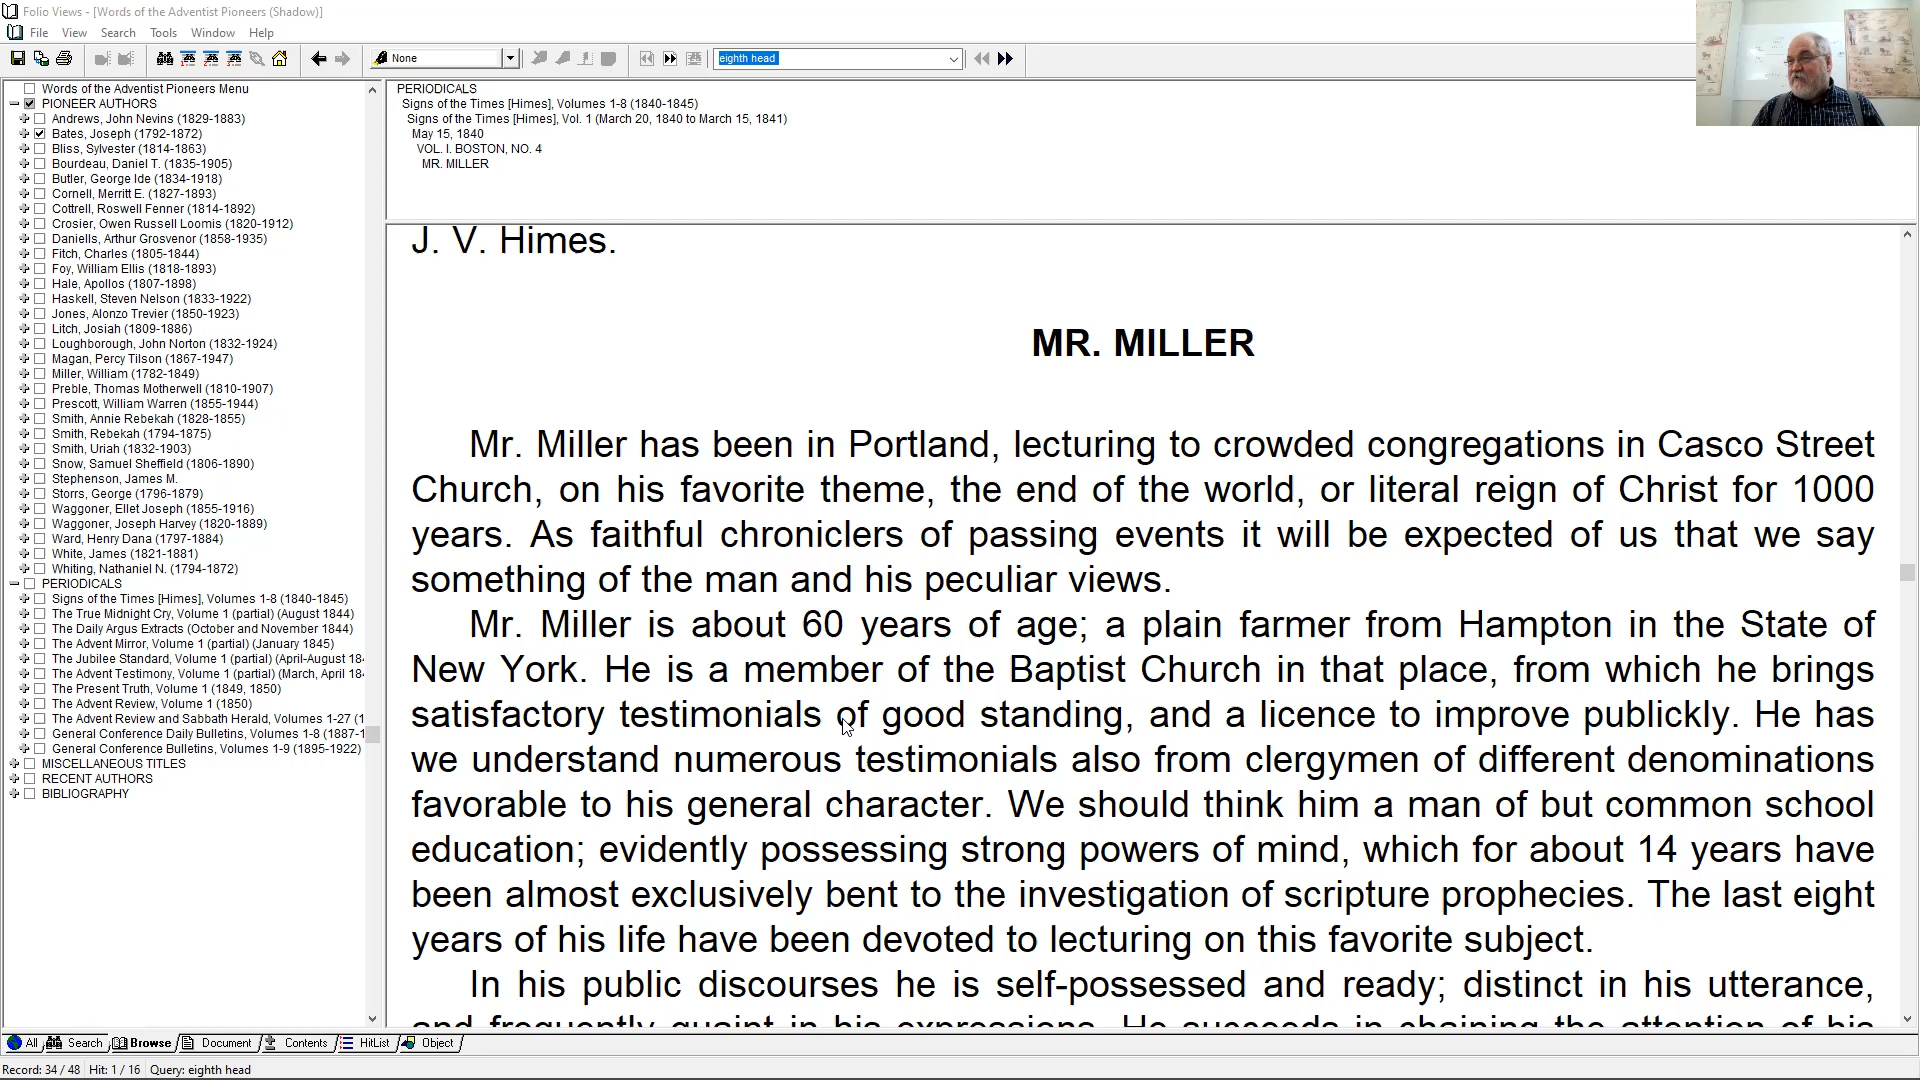 Folio Views - [Words of the Adventist Pioneers (Shadow)]
File View Search Tools Window Help
None
eighth head
Words of the Adventist Pioneers Menu
PIONEER AUTHORS
Andrews, John Nevins (1829-1883)
Bates, Joseph (1792-1872)
Bliss, Sylvester (1814-1863)
Bourdeau, Daniel T. (1835-1905)
Butler, George Ide (1834-1918)
Cornell, Merritt E. (1827-1893)
Cottrell, Roswell Fenner (1814-1892)
Crosier, Owen Russell Loomis (1820-1912)
Daniells, Arthur Grosvenor (1858-1935)
Fitch, Charles (1805-1844)
Foy, William Ellis (1818-1893)
Hale, Apollos (1807-1898)
Haskell, Steven Nelson (1833-1922)
Jones, Alonzo Trevier (1850-1923)
Litch, Josiah (1809-1886)
Loughborough, John Norton (1832-1924)
Magan, Percy Tilson (1867-1947)
Miller, William (1782-1849)
Preble, Thomas Motherwell (1810-1907)
Prescott, William Warren (1855-1944)
Smith, Annie Rebekah (1828-1855)
Smith, Rebekah (1794-1875)
Smith, Uriah (1832-1903)
Snow, Samuel Sheffield (1806-1890)
Stephenson, James M.
Storrs, George (1796-1879)
Waggoner, Ellet Joseph (1855-1916)
Waggoner, Joseph Harvey (1820-1889)
Ward, Henry Dana (1797-1884)
White, James (1821-1881)
Whiting, Nathaniel N. (1794-1872)
PERIODICALS
Signs of the Times [Himes], Volumes 1-8 (1840-1845)
The True Midnight Cry, Volume 1 (partial) (August 1844)
The Daily Argus Extracts (October and November 1844)
The Advent Mirror, Volume 1 (partial) (January 1845)
The Jubilee Standard, Volume 1 (partial) (April-August 184
The Advent Testimony, Volume 1 (partial) (March, April 184
The Present Truth, Volume 1 (1849, 1850)
The Advent Review, Volume 1 (1850)
The Advent Review and Sabbath Herald, Volumes 1-27 (1
General Conference Daily Bulletins, Volumes 1-8 (1887-1
General Conference Bulletins, Volumes 1-9 (1895-1922)
MISCELLANEOUS TITLES
RECENT AUTHORS
BIBLIOGRAPHY
PERIODICALS
Signs of the Times [Himes], Volumes 1-8 (1840-1845)
Signs of the Times [Himes], Vol. 1 (March 20, 1840 to March 15, 1841)
May 15, 1840
VOL. I. BOSTON, NO. 4
MR. MILLER
J. V. Himes.
MR. MILLER
Mr. Miller has been in Portland, lecturing to crowded congregations in Casco Street
Church, on his favorite theme, the end of the world, or literal reign of Christ for 1000
years. As faithful chroniclers of passing events it will be expected of us that we say
something of the man and his peculiar views.
Mr. Miller is about 60 years of age; a plain farmer from Hampton in the State of
New York. He is a member of the Baptist Church in that place, from which he brings
satisfactory testimonials of good standing, and a licence to improve publickly. He has
we understand numerous testimonials also from clergymen of different denominations
favorable to his general character. We should think him a man of but common school
education; evidently possessing strong powers of mind, which for about 14 years have
been almost exclusively bent to the investigation of scripture prophecies. The last eight
years of his life have been devoted to lecturing on this favorite subject.
In his public discourses he is self-possessed and ready; distinct in his utterance,
and frequently quaint in his expressions. He succeeds in chaining the attention of his
All Search Browse Document Contents HitList Object
Record: 34 / 48 Hit: 1 / 16 Query: eighth head